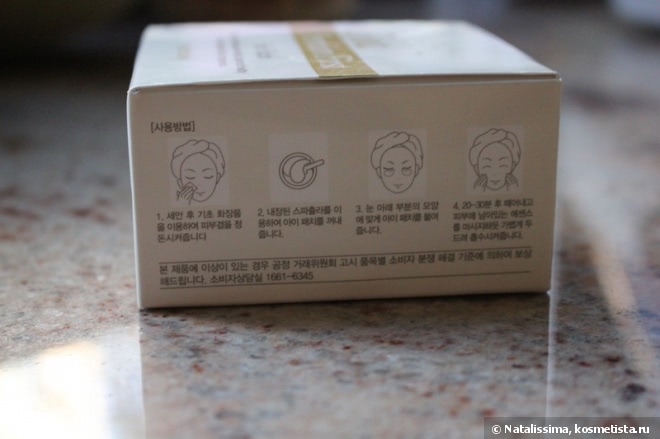 [사용방법]
1. 세안 후 기초 화장품
을 이용하여 피부결을 정
돈시켜줍니다
2. 내장된 스파츌라를 이
용하여 아이 패치를 꺼내
줍니다.
3. 눈 아래 부분의 모양
에 맞게 아이 패치를 붙여
줍니다.
4. 20~30분 후 떼어내고
피부에 남아있는 에센스
를 마사지하듯 가볍게 두
드려 흡수시켜줍니다.
본 제품에 이상이 있는 경우 공정 거래위원회 고시 품목별 소비자 분쟁 해결 기준에 의하여 보상
해드립니다. 소비자상담실 1661-6345
© Natalissima, kosmetista.ru